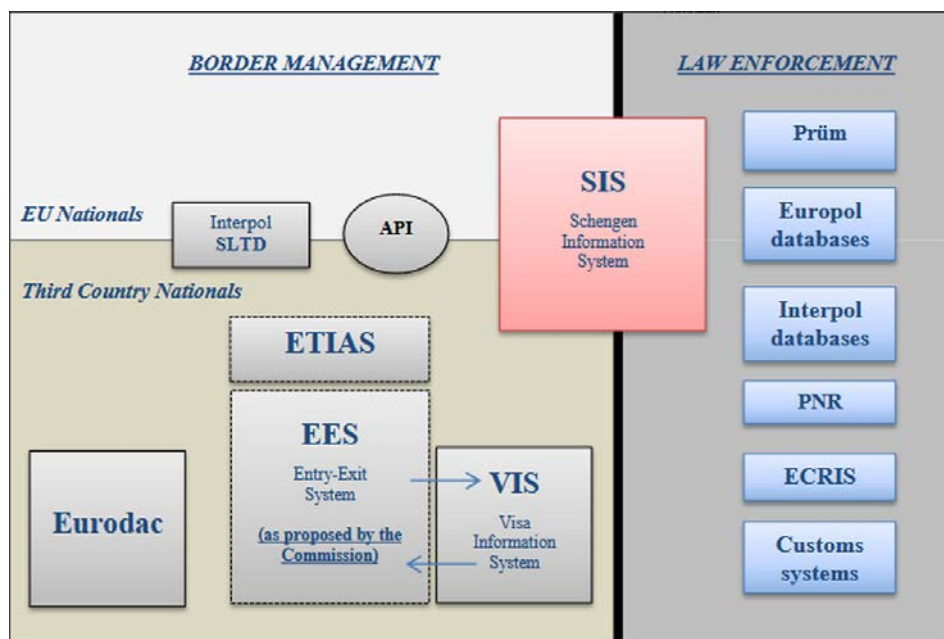 BORDER MANAGEMENT
LAW ENFORCEMENT
Prüm
SIS
Schengen
Information
System
EU Nationals
Interpol
SLTD
API
Europol
databases
Third Country Nationals
Interpol
databases
ETIAS
PNR
EES
Entry-Exit
System
(as proposed by the
Commission)
VIS
Visa
Information
System
Eurodac
ECRIS
Customs
systems